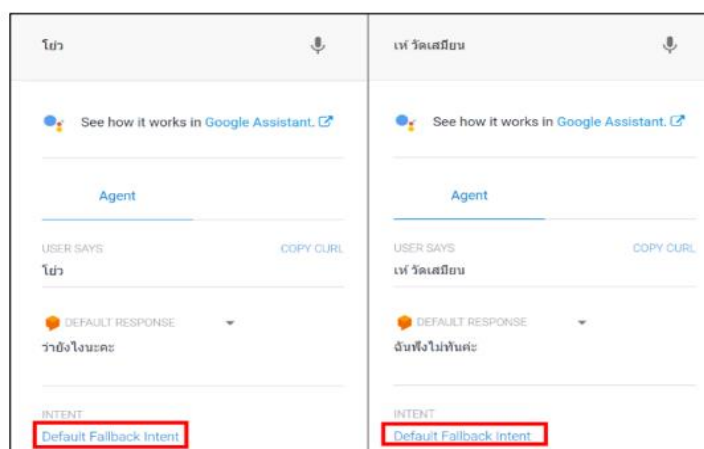 โย่ว
See how it works in Google Assistant.
Agent
USER SAYS
COPY CURL
โย่ว
DEFAULT RESPONSE
ว่ายังไงนะคะ
INTENT
Default Fallback Intent
เห้ วัดเสมียน
See how it works in Google Assistant.
Agent
USER SAYS
COPY CURL
เห้ วัดเสมียน
DEFAULT RESPONSE
ฉันฟังไม่ทันค่ะ
INTENT
Default Fallback Intent